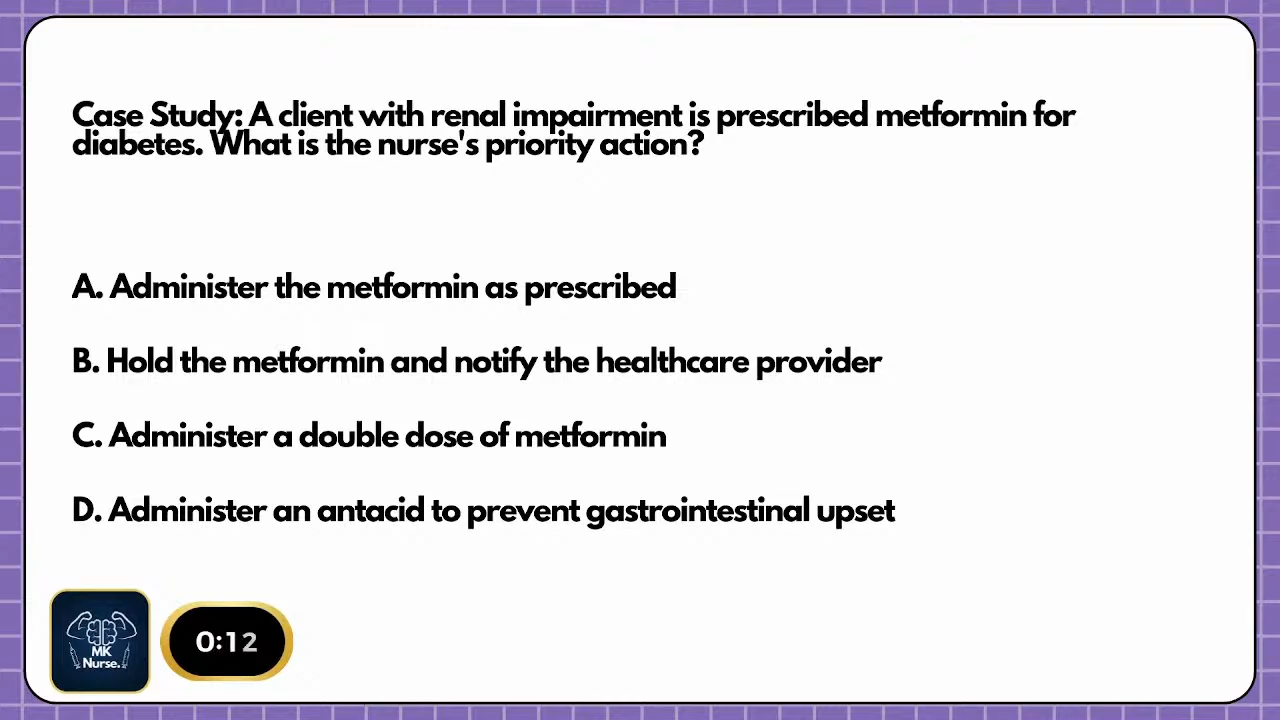 Case Study: A client with renal impairment is prescribed metformin for
diabetes. What is the nurse's priority action?
A. Administer the metformin as prescribed
B. Hold the metformin and notify the healthcare provider
C. Administer a double dose of metformin
D. Administer an antacid to prevent gastrointestinal upset
MK
Nurse.
0:12